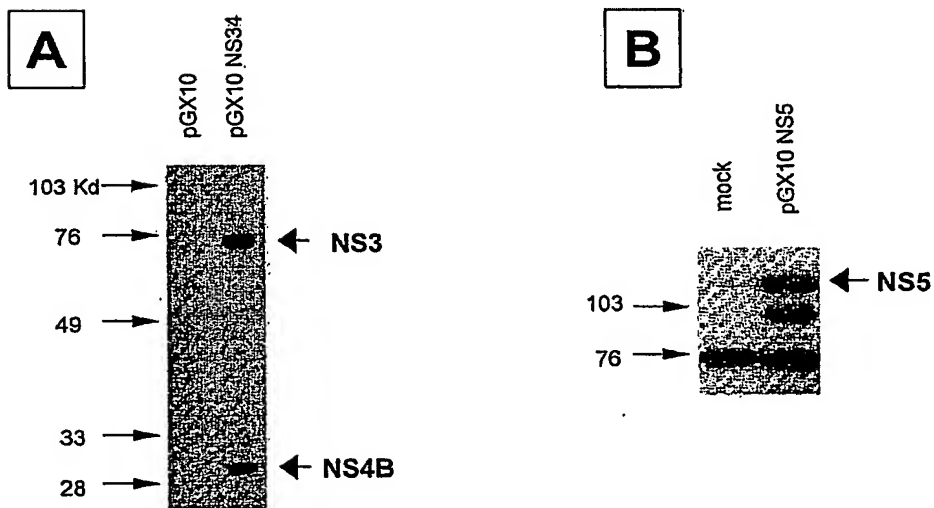 A
pGX10
pGX10 NS34
103 Kd
76
NS3
49
33
NS4B
28
B
mock
pGX10 NS5
NS5
103
76